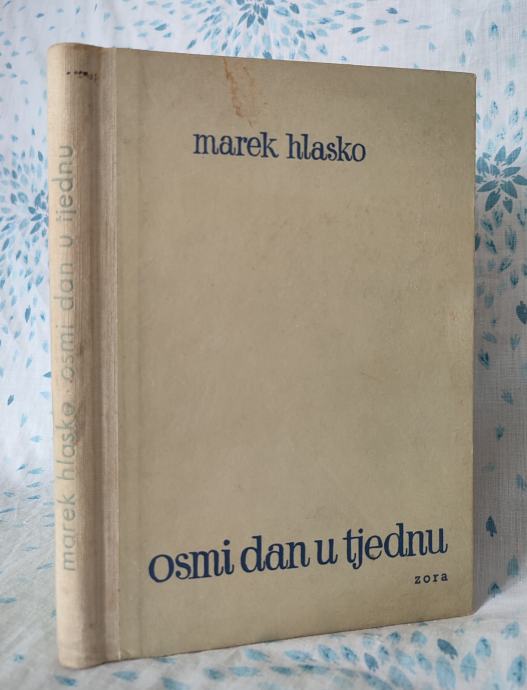 marek hlasko
osmi dan u tjednu
zora
marek hlasko osmi dan u tjednu